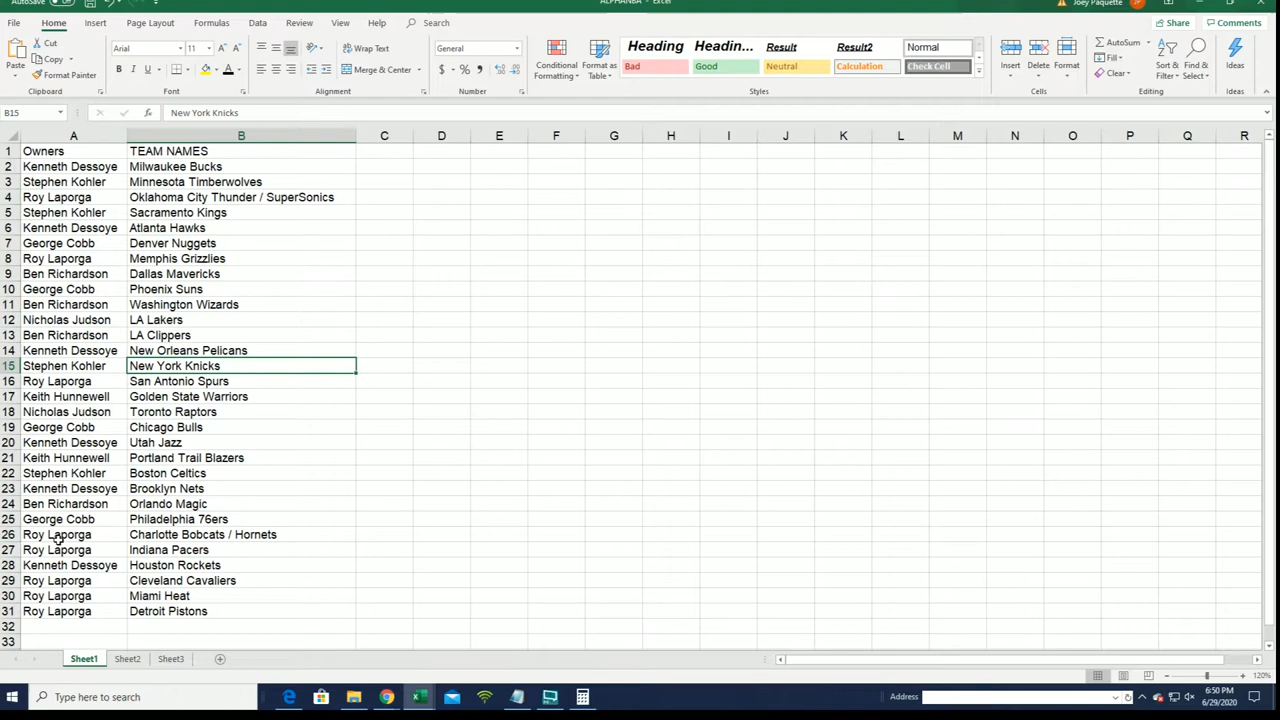 AutoSave Off ALPHANBA - Excel Joey Paquette JP
File Home Insert Page Layout Formulas Data Review View Help Search Share Comments
Cut Arial 11 Wrap Text General Heading Headin... Result Result2 Normal AutoSum
Paste Copy Conditional Formatting Format as Table Insert Delete Format Fill Sort & Filter Find & Select Ideas
Format Painter B I U Merge & Center $ % Bad Good Neutral Calculation Check Cell Clear
Clipboard Font Alignment Number Styles Cells Editing Ideas
B15 fx New York Knicks
A B C D E F G H I J K L M N O P Q R
1 Owners TEAM NAMES
2 Kenneth Dessoye Milwaukee Bucks
3 Stephen Kohler Minnesota Timberwolves
4 Roy Laporga Oklahoma City Thunder / SuperSonics
5 Stephen Kohler Sacramento Kings
6 Kenneth Dessoye Atlanta Hawks
7 George Cobb Denver Nuggets
8 Roy Laporga Memphis Grizzlies
9 Ben Richardson Dallas Mavericks
10 George Cobb Phoenix Suns
11 Ben Richardson Washington Wizards
12 Nicholas Judson LA Lakers
13 Ben Richardson LA Clippers
14 Kenneth Dessoye New Orleans Pelicans
15 Stephen Kohler New York Knicks
16 Roy Laporga San Antonio Spurs
17 Keith Hunnewell Golden State Warriors
18 Nicholas Judson Toronto Raptors
19 George Cobb Chicago Bulls
20 Kenneth Dessoye Utah Jazz
21 Keith Hunnewell Portland Trail Blazers
22 Stephen Kohler Boston Celtics
23 Kenneth Dessoye Brooklyn Nets
24 Ben Richardson Orlando Magic
25 George Cobb Philadelphia 76ers
26 Roy Laporga Charlotte Bobcats / Hornets
27 Roy Laporga Indiana Pacers
28 Kenneth Dessoye Houston Rockets
29 Roy Laporga Cleveland Cavaliers
30 Roy Laporga Miami Heat
31 Roy Laporga Detroit Pistons
32
33
Sheet1 Sheet2 Sheet3
120%
Type here to search Address 6:50 PM
6/29/2020